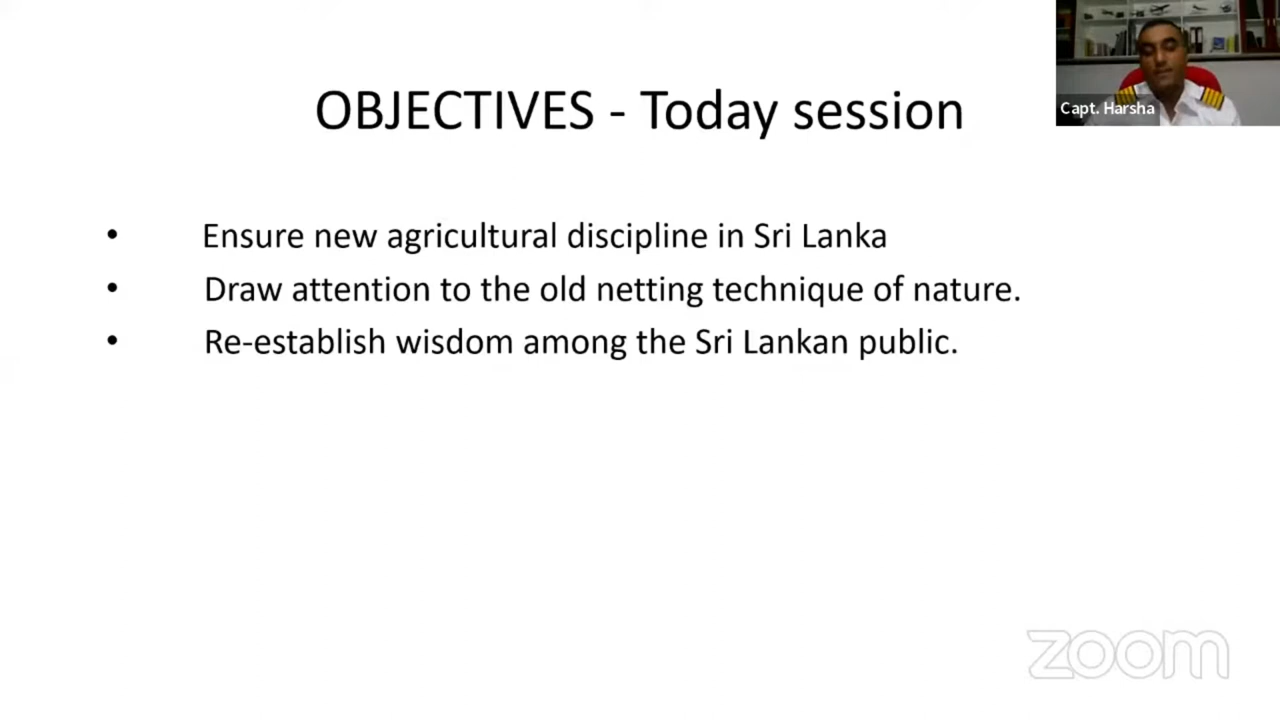 OBJECTIVES - Today session
Capt. Harsha
• Ensure new agricultural discipline in Sri Lanka
• Draw attention to the old netting technique of nature.
• Re-establish wisdom among the Sri Lankan public.
zoom